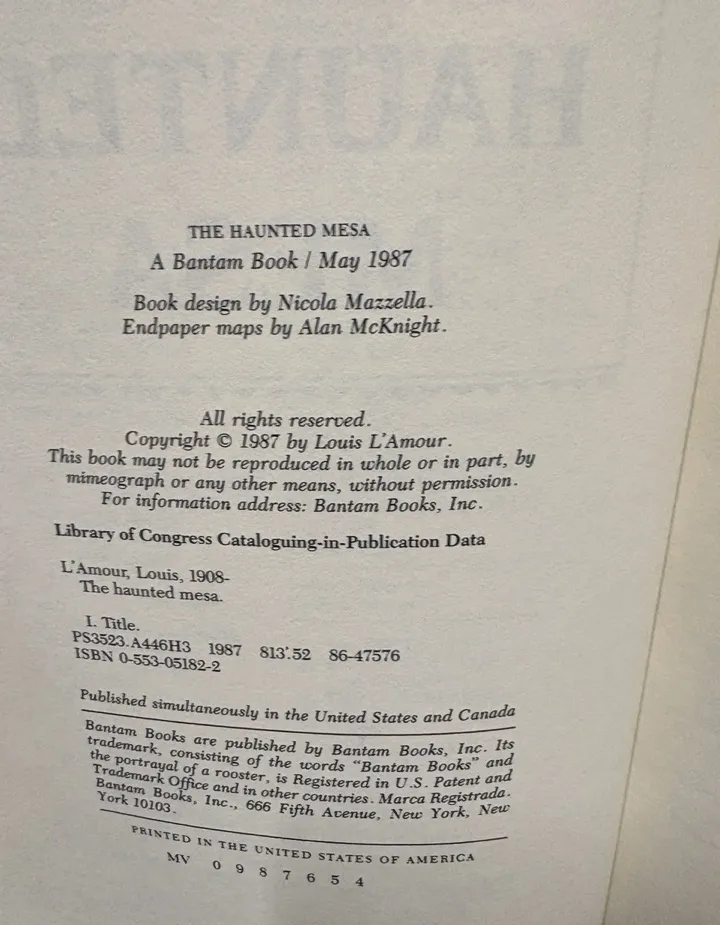 HAUNTED
THE HAUNTED MESA
A Bantam Book / May 1987
Book design by Nicola Mazzella.
Endpaper maps by Alan McKnight.
All rights reserved.
Copyright © 1987 by Louis L'Amour.
This book may not be reproduced in whole or in part, by
mimeograph or any other means, without permission.
For information address: Bantam Books, Inc.
Library of Congress Cataloguing-in-Publication Data
L'Amour, Louis, 1908-
The haunted mesa.
I. Title.
PS3523.A446H3 1987 813'.52 86-47576
ISBN 0-553-05182-2
Published simultaneously in the United States and Canada
Bantam Books are published by Bantam Books, Inc. Its
trademark, consisting of the words "Bantam Books" and
the portrayal of a rooster, is Registered in U.S. Patent and
Trademark Office and in other countries. Marca Registrada.
Bantam Books, Inc., 666 Fifth Avenue, New York, New
York 10103.
PRINTED IN THE UNITED STATES OF AMERICA
MV 0 9 8 7 6 5 4